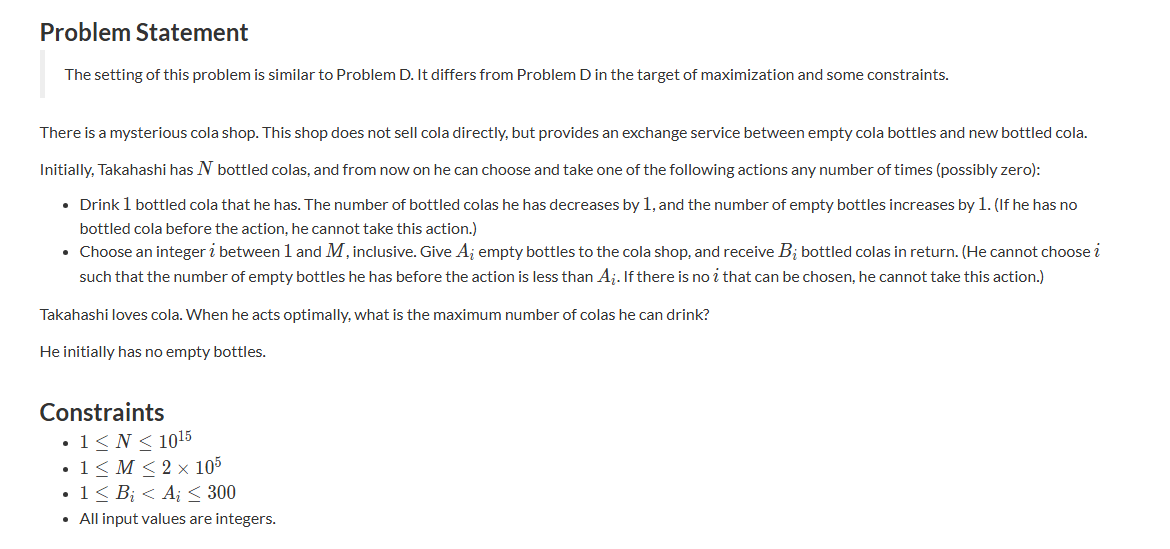 Problem Statement
The setting of this problem is similar to Problem D. It differs from Problem D in the target of maximization and some constraints.
There is a mysterious cola shop. This shop does not sell cola directly, but provides an exchange service between empty cola bottles and new bottled cola.
Initially, Takahashi has N bottled colas, and from now on he can choose and take one of the following actions any number of times (possibly zero):
• Drink 1 bottled cola that he has. The number of bottled colas he has decreases by 1, and the number of empty bottles increases by 1. (If he has no
bottled cola before the action, he cannot take this action.)
• Choose an integer i between 1 and M, inclusive. Give A_i empty bottles to the cola shop, and receive B_i bottled colas in return. (He cannot choose i
such that the number of empty bottles he has before the action is less than A_i. If there is no i that can be chosen, he cannot take this action.)
Takahashi loves cola. When he acts optimally, what is the maximum number of colas he can drink?
He initially has no empty bottles.
Constraints
• 1 ≤ N ≤ 10^15
• 1 ≤ M ≤ 2 × 10^5
• 1 ≤ B_i < A_i ≤ 300
• All input values are integers.